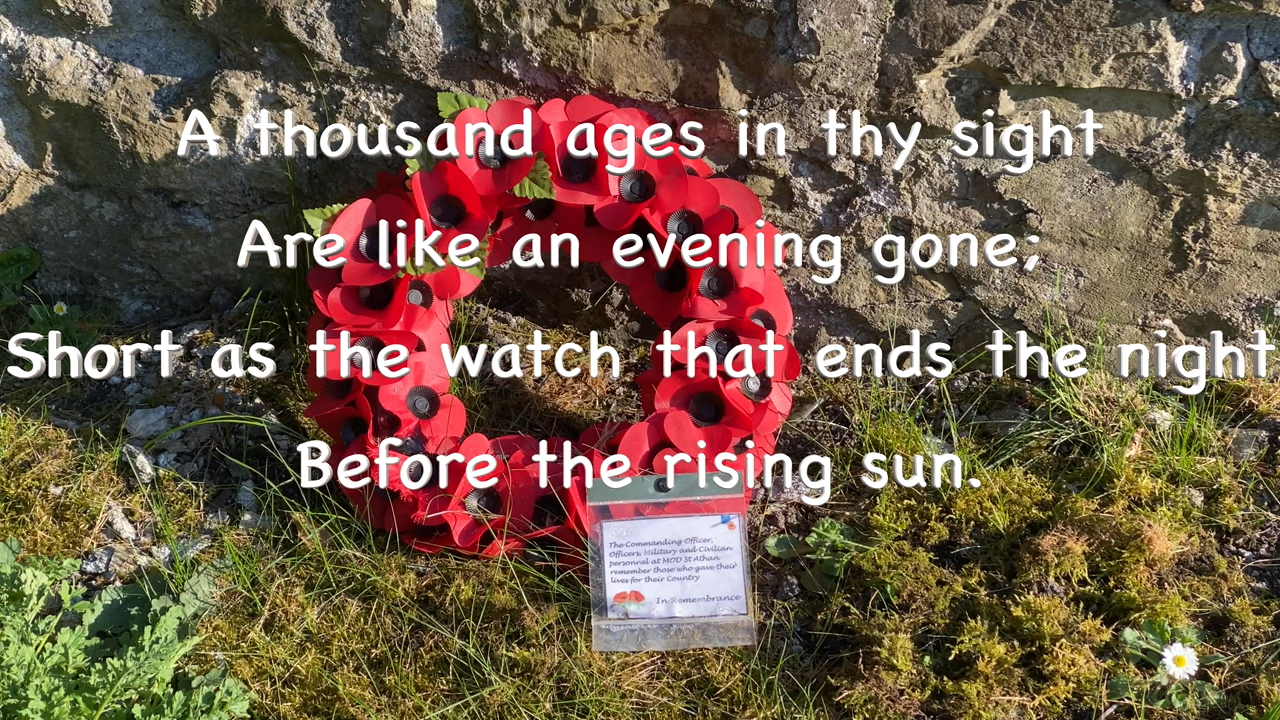 A thousand ages in thy sight
Are like an evening gone;
Short as the watch that ends the night
Before the rising sun.
The Commanding Officer,
Officers, Military and Civilian
personnel at MOD St Athan
remember those who gave their
lives for their Country
In Remembrance